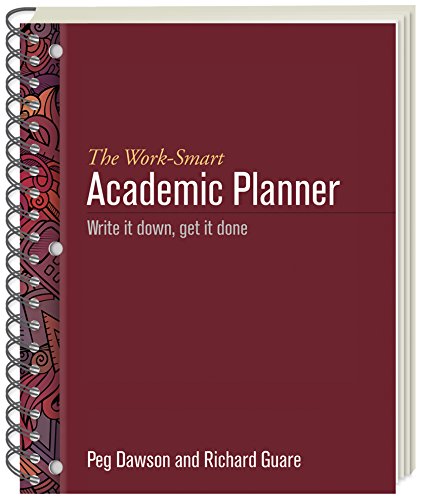 The Work-Smart
Academic Planner
Write it down, get it done
Peg Dawson and Richard Guare